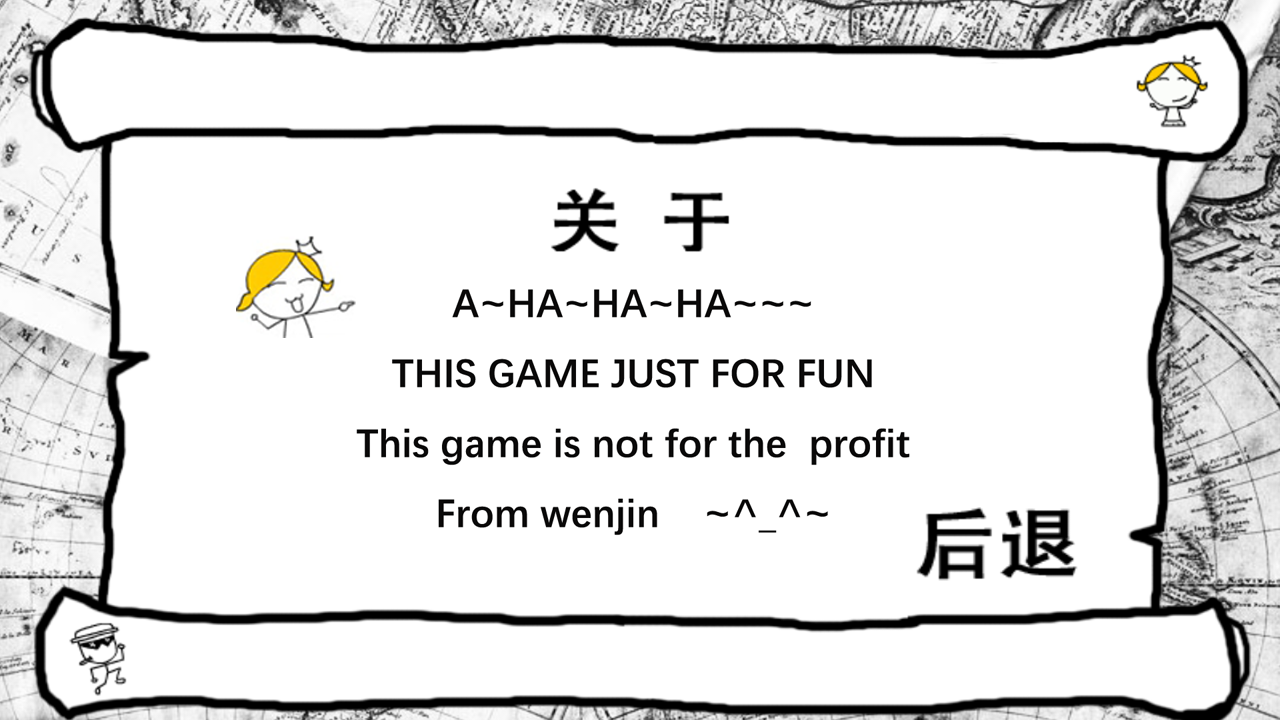 关 于
A~HA~HA~HA~~~
THIS GAME JUST FOR FUN
This game is not for the  profit
From wenjin    ~^_^~
后退